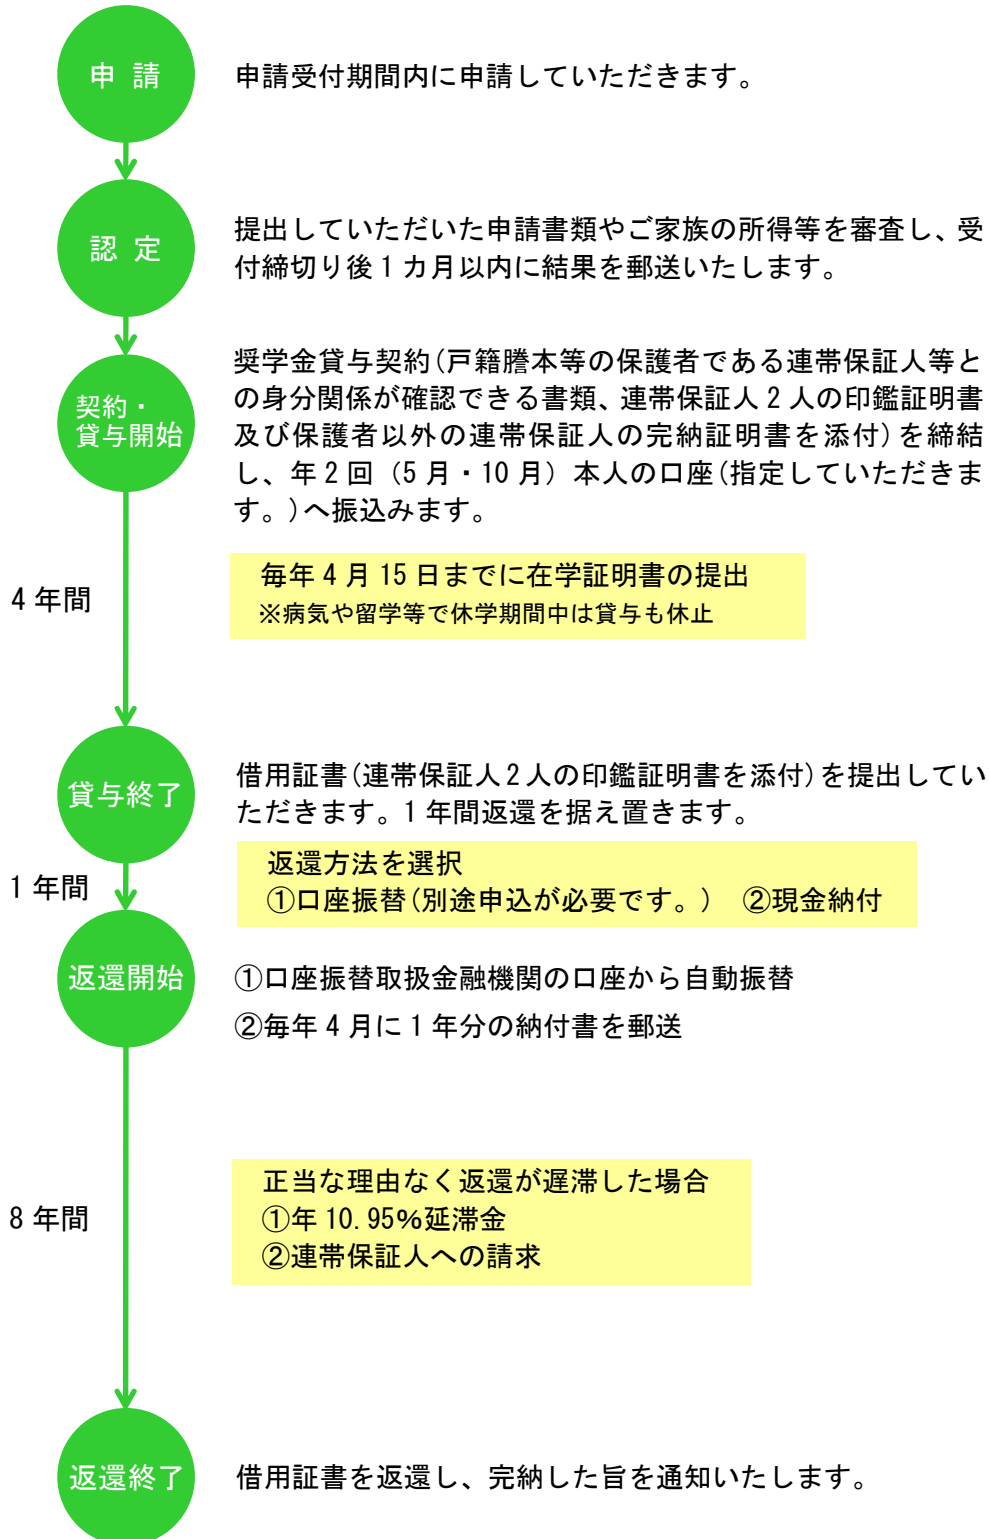 申 請
申請受付期間内に申請していただきます。
認 定
提出していただいた申請書類やご家族の所得等を審査し、受
付締切り後1カ月以内に結果を郵送いたします。
契約・
貸与開始
奨学金貸与契約(戸籍謄本等の保護者である連帯保証人等と
の身分関係が確認できる書類、連帯保証人2人の印鑑証明書
及び保護者以外の連帯保証人の完納証明書を添付)を締結
し、年2回（5月・10月）本人の口座(指定していただきま
す。)へ振込みます。
4年間
毎年4月15日までに在学証明書の提出
※病気や留学等で休学期間中は貸与も休止
貸与終了
借用証書(連帯保証人2人の印鑑証明書を添付)を提出してい
ただきます。1年間返還を据え置きます。
1年間
返還方法を選択
①口座振替(別途申込が必要です。) ②現金納付
返還開始
①口座振替取扱金融機関の口座から自動振替
②毎年4月に1年分の納付書を郵送
8年間
正当な理由なく返還が遅滞した場合
①年10.95%延滞金
②連帯保証人への請求
返還終了
借用証書を返還し、完納した旨を通知いたします。